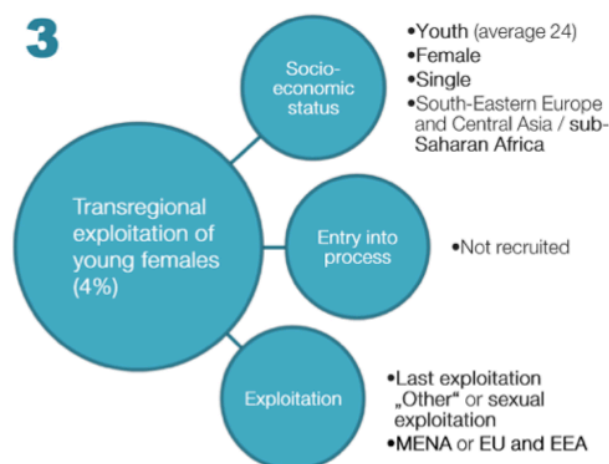 3
Socio-
economic
status
•Youth (average 24)
•Female
•Single
•South-Eastern Europe
and Central Asia / sub-
Saharan Africa
Transregional
exploitation of
young females
(4%)
Entry into
process
•Not recruited
Exploitation
•Last exploitation
„Other“ or sexual
exploitation
•MENA or EU and EEA